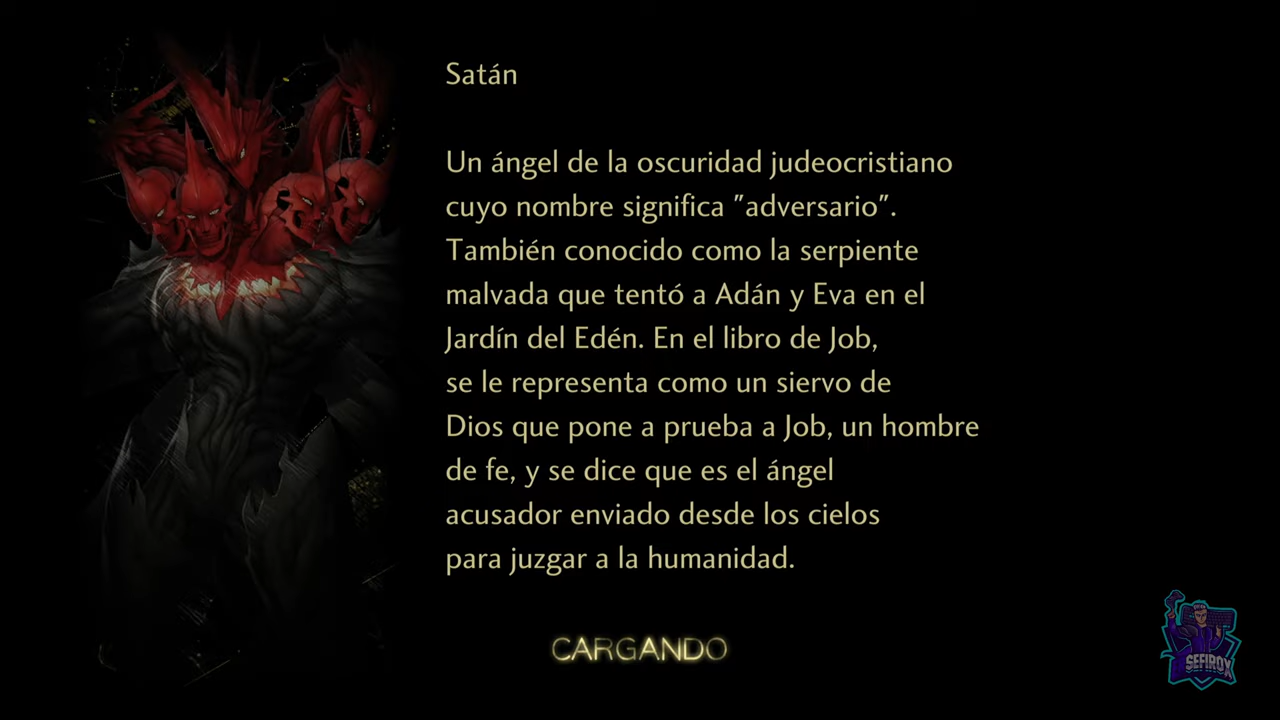 Satán
Un ángel de la oscuridad judeocristiano
cuyo nombre significa "adversario".
También conocido como la serpiente
malvada que tentó a Adán y Eva en el
Jardín del Edén. En el libro de Job,
se le representa como un siervo de
Dios que pone a prueba a Job, un hombre
de fe, y se dice que es el ángel
acusador enviado desde los cielos
para juzgar a la humanidad.
CARGANDO
SEFIROX